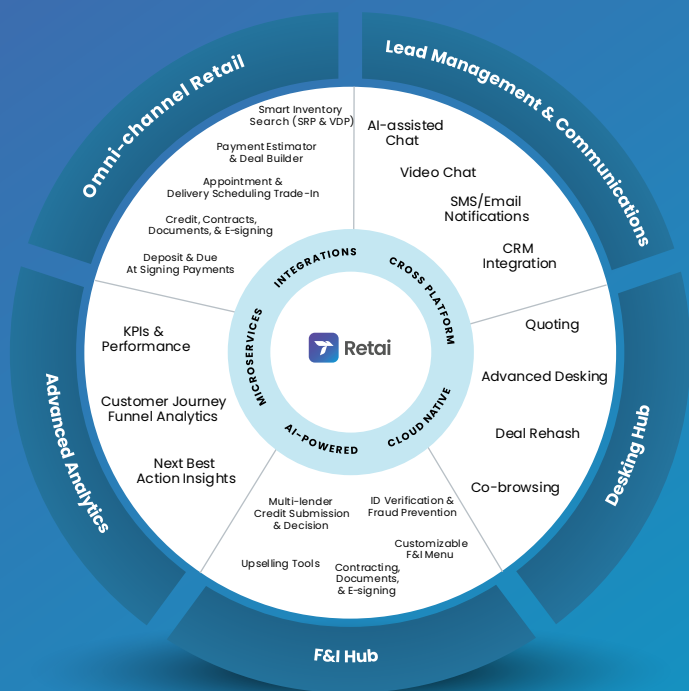 Omni-channel Retail
Lead Management & Communications
Smart Inventory
Search (SRP & VDP)
Payment Estimator
& Deal Builder
Appointment &
Delivery Scheduling Trade-In
Credit, Contracts,
Documents, & E-signing
Deposit & Due
At Signing Payments
AI-assisted
Chat
Video Chat
SMS/Email
Notifications
CRM
Integration
INTEGRATIONS
CROSS PLATFORM
MICROSERVICES
Retai
CLOUD NATIVE
AI-POWERED
KPIs &
Performance
Customer Journey
Funnel Analytics
Next Best
Action Insights
Advanced Analytics
Quoting
Advanced Desking
Deal Rehash
Co-browsing
Desking Hub
Multi-lender
Credit Submission
& Decision
ID Verification &
Fraud Prevention
Customizable
F&I Menu
Upselling Tools
Contracting,
Documents,
& E-signing
F&I Hub